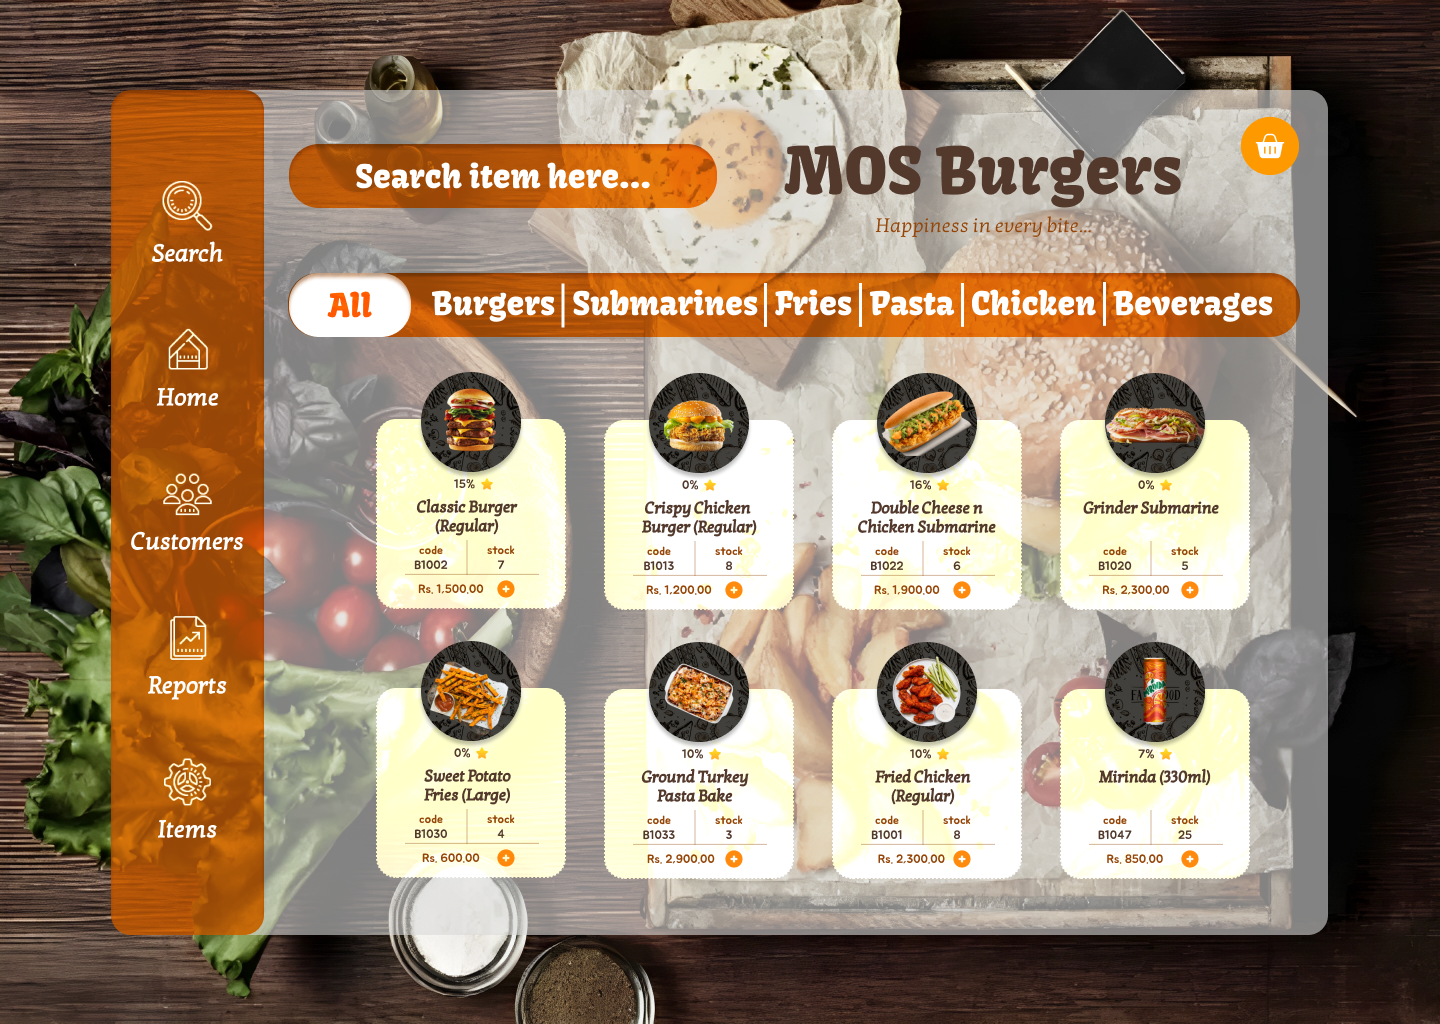 Search item here...
MOS Burgers
Happiness in every bite...
Search
Home
Customers
Reports
Items
All
Burgers
Submarines
Fries
Pasta
Chicken
Beverages
15%
Classic Burger
(Regular)
code stock
B1002 7
Rs. 1,500.00
0%
Crispy Chicken
Burger (Regular)
code stock
B1013 8
Rs. 1,200.00
16%
Double Cheese n
Chicken Submarine
code stock
B1022 6
Rs. 1,900.00
0%
Grinder Submarine
code stock
B1020 5
Rs. 2,300.00
0%
Sweet Potato
Fries (Large)
code stock
B1030 4
Rs. 600.00
10%
Ground Turkey
Pasta Bake
code stock
B1033 3
Rs. 2,900.00
10%
Fried Chicken
(Regular)
code stock
B1001 8
Rs. 2,300.00
7%
Mirinda (330ml)
code stock
B1047 25
Rs. 850.00